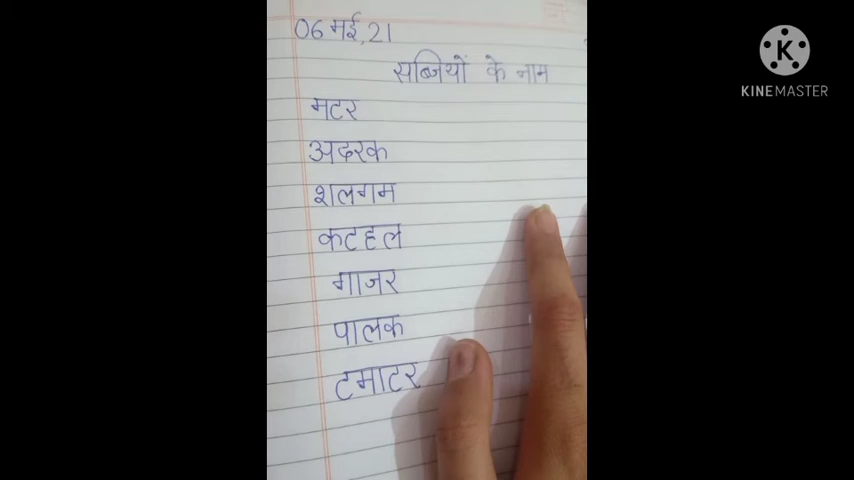 06 मई, 21
सब्जियों के नाम
मटर
अदरक
शलगम
कटहल
गाजर
पालक
टमाटर
K
KINEMASTER